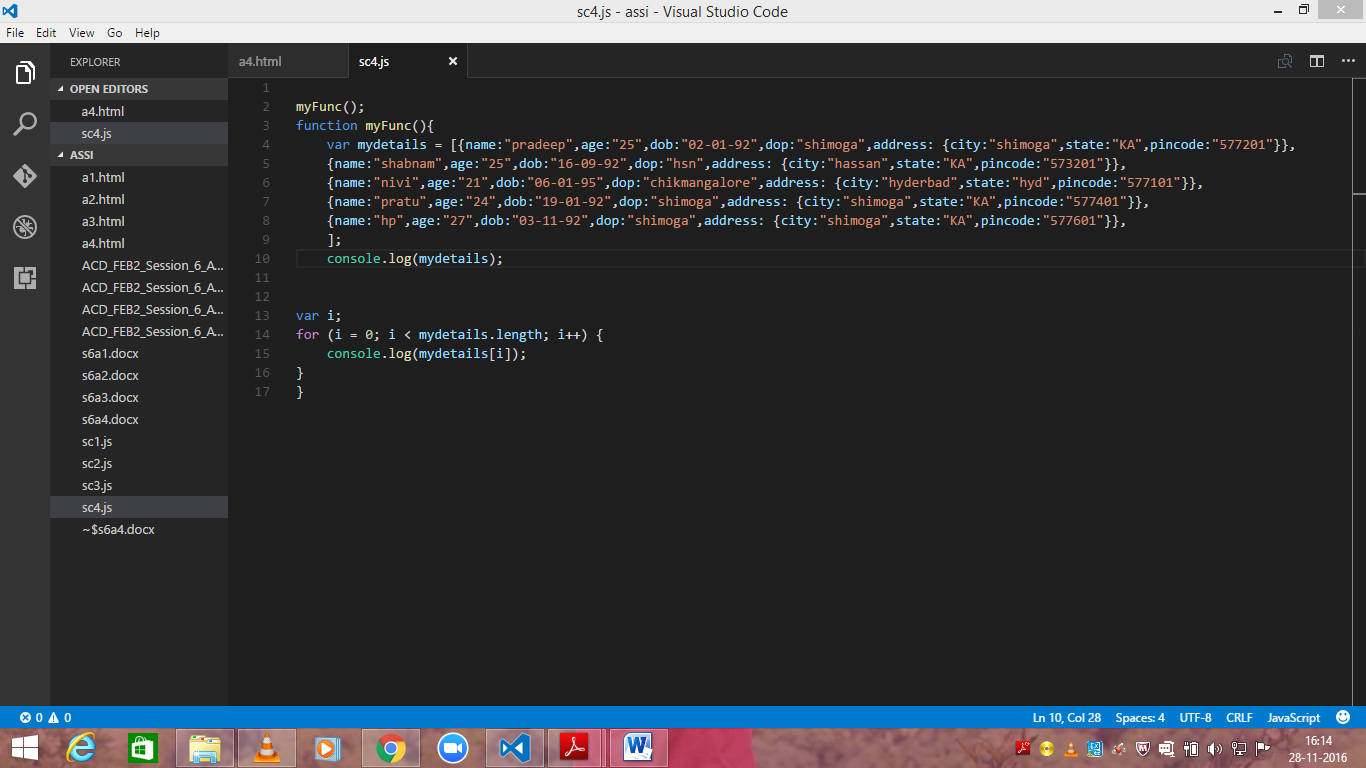 sc4.js - assi - Visual Studio Code
File Edit View Go Help
EXPLORER
OPEN EDITORS
a4.html
sc4.js
ASSI
a1.html
a2.html
a3.html
a4.html
ACD_FEB2_Session_6_A...
ACD_FEB2_Session_6_A...
ACD_FEB2_Session_6_A...
ACD_FEB2_Session_6_A...
s6a1.docx
s6a2.docx
s6a3.docx
s6a4.docx
sc1.js
sc2.js
sc3.js
sc4.js
~$s6a4.docx
a4.html sc4.js
1
2 myFunc();
3 function myFunc(){
4 var mydetails = [{name:"pradeep",age:"25",dob:"02-01-92",dop:"shimoga",address: {city:"shimoga",state:"KA",pincode:"577201"}},
5 {name:"shabnam",age:"25",dob:"16-09-92",dop:"hsn",address: {city:"hassan",state:"KA",pincode:"573201"}},
6 {name:"nivi",age:"21",dob:"06-01-95",dop:"chikmangalore",address: {city:"hyderbad",state:"hyd",pincode:"577101"}},
7 {name:"pratu",age:"24",dob:"19-01-92",dop:"shimoga",address: {city:"shimoga",state:"KA",pincode:"577401"}},
8 {name:"hp",age:"27",dob:"03-11-92",dop:"shimoga",address: {city:"shimoga",state:"KA",pincode:"577601"}},
9 ];
10 console.log(mydetails);
11
12
13 var i;
14 for (i = 0; i < mydetails.length; i++) {
15 console.log(mydetails[i]);
16 }
17 }
0 0 Ln 10, Col 28 Spaces: 4 UTF-8 CRLF JavaScript
16:14
28-11-2016